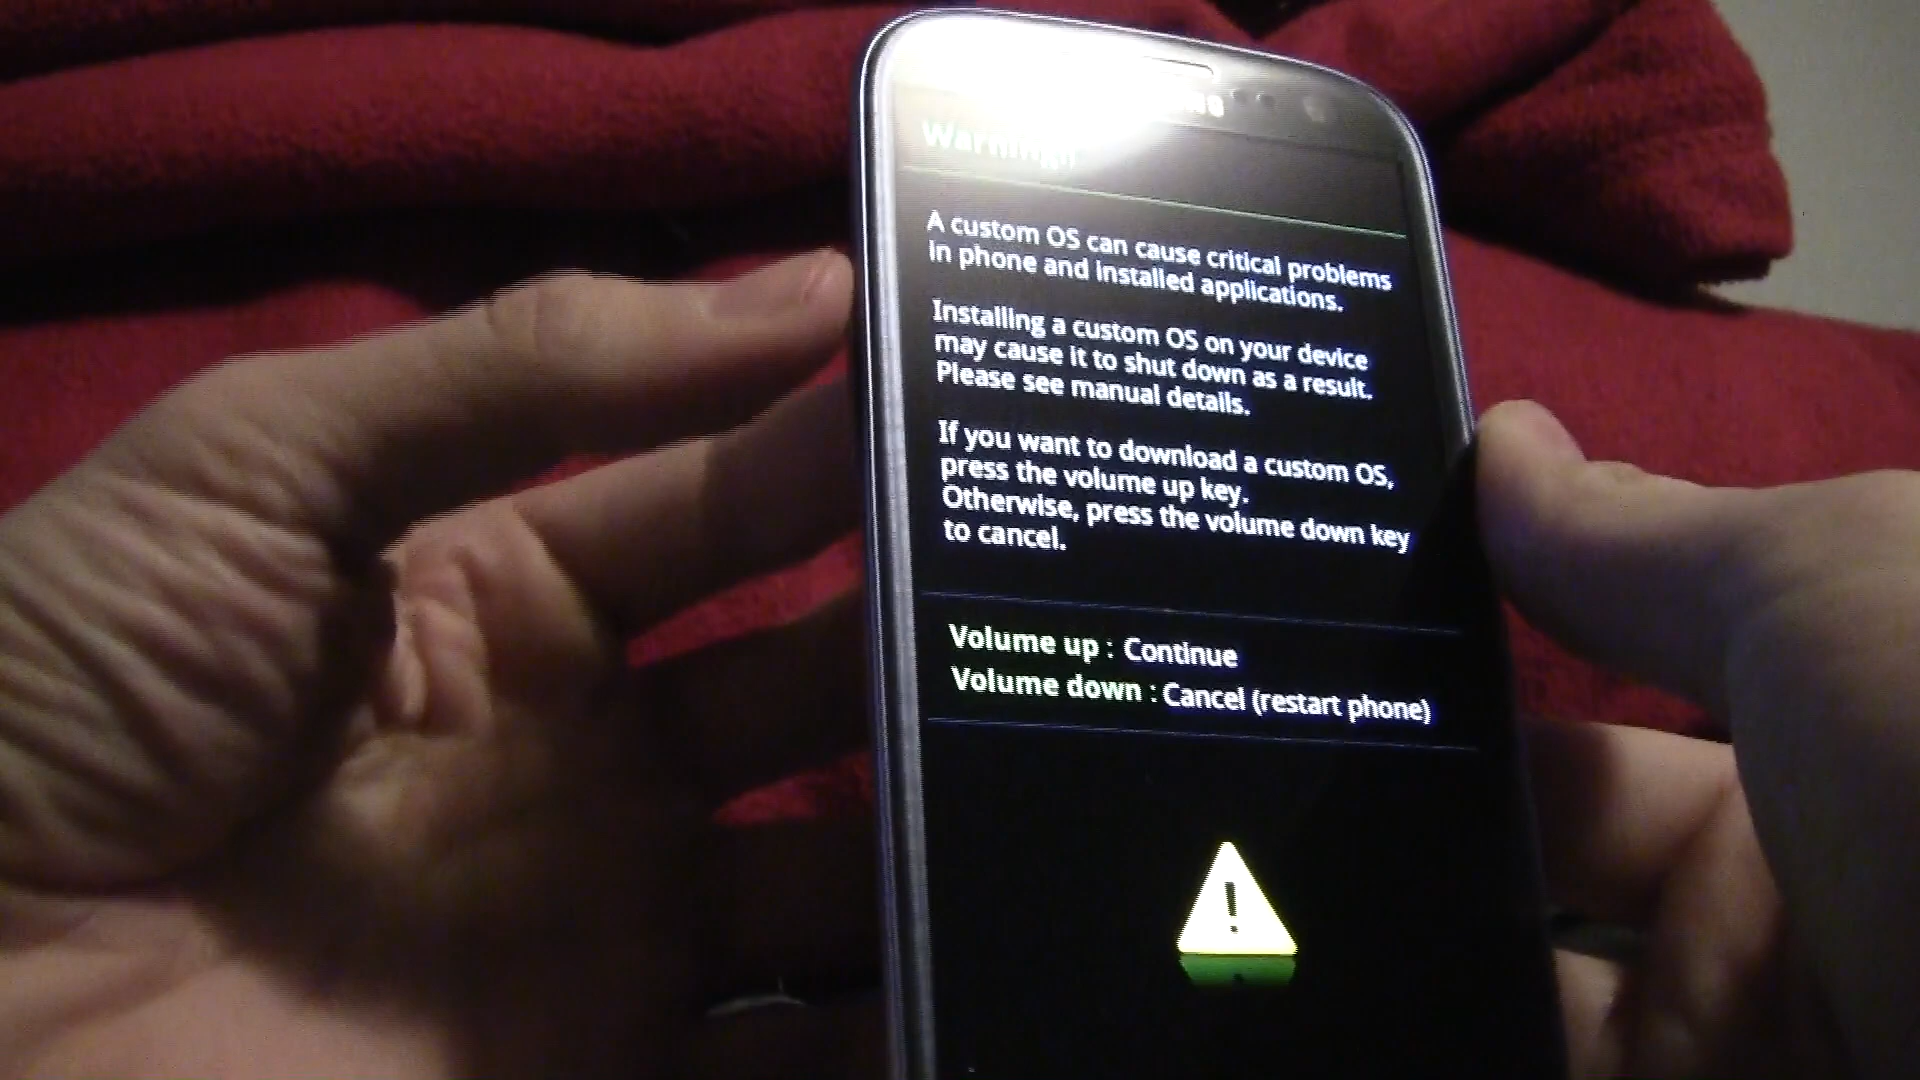 Warning!!
A custom OS can cause critical problems
in phone and installed applications.
Installing a custom OS on your device
may cause it to shut down as a result.
Please see manual details.
If you want to download a custom OS,
press the volume up key.
Otherwise, press the volume down key
to cancel.
Volume up : Continue
Volume down : Cancel (restart phone)
!